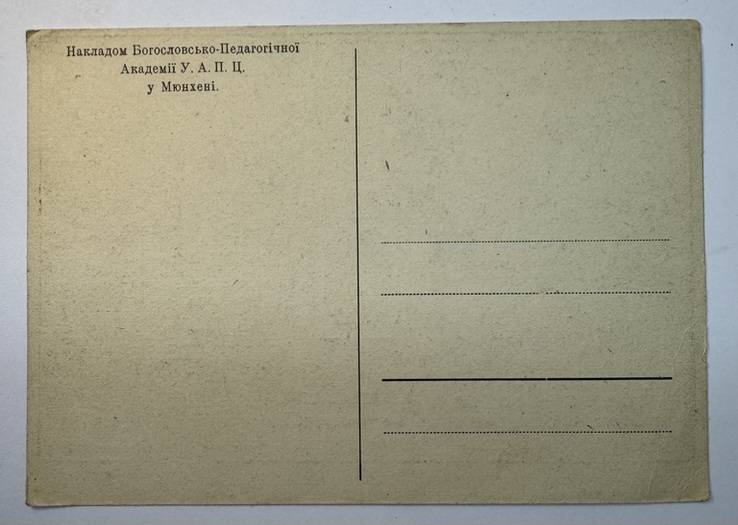 Накладом Богословсько-Педагогічної
Академії У. А. П. Ц.
у Мюнхені.